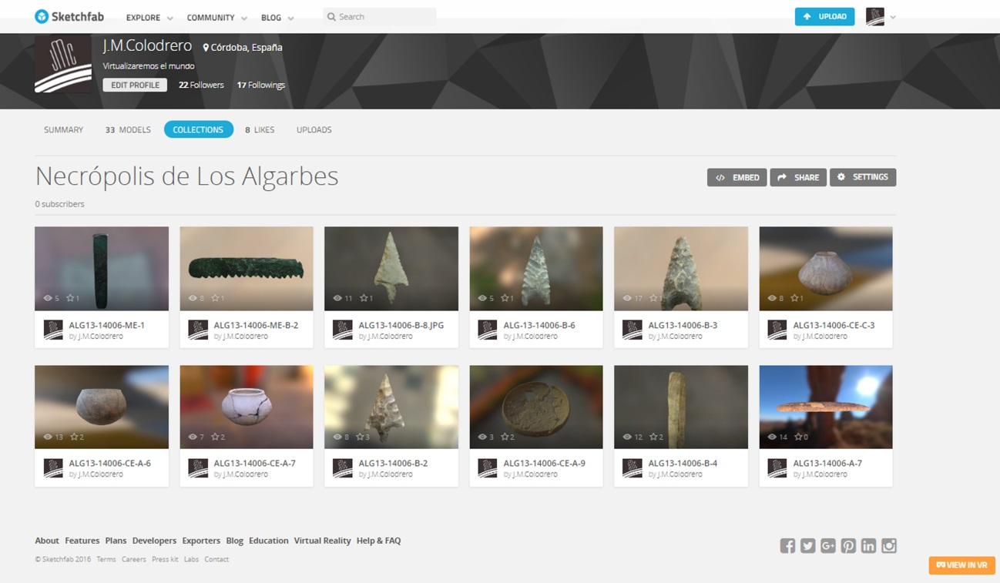 Sketchfab EXPLORE COMMUNITY BLOG Search UPLOAD
J.M.Colodrero Córdoba, España
Virtualizaremos el mundo
EDIT PROFILE 22 Followers 17 Followings
SUMMARY 33 MODELS COLLECTIONS 8 LIKES UPLOADS
Necrópolis de Los Algarbes
EMBED SHARE SETTINGS
0 subscribers
5 1 8 1 11 1 5 1 17 1 8 1
ALG13-14006-ME-1 ALG13-14006-ME-B-2 ALG13-14006-B-8.JPG ALG-13-14006-B-6 ALG13-14006-B-3 ALG13-14006-CE-C-3
by J.M.Colodrero by J.M.Colodrero by J.M.Colodrero by J.M.Colodrero by J.M.Colodrero by J.M.Colodrero
13 2 7 2 8 3 3 2 12 2 14 0
ALG13-14006-CE-A-6 ALG13-14006-CE-A-7 ALG13-14006-B-2 ALG13-14006-CE-A-9 ALG13-14006-B-4 ALG13-14006-A-7
by J.M.Colodrero by J.M.Colodrero by J.M.Colodrero by J.M.Colodrero by J.M.Colodrero by J.M.Colodrero
About Features Plans Developers Exporters Blog Education Virtual Reality Help & FAQ
© Sketchfab 2016 Terms Careers Press kit Labs Contact
VIEW IN VR